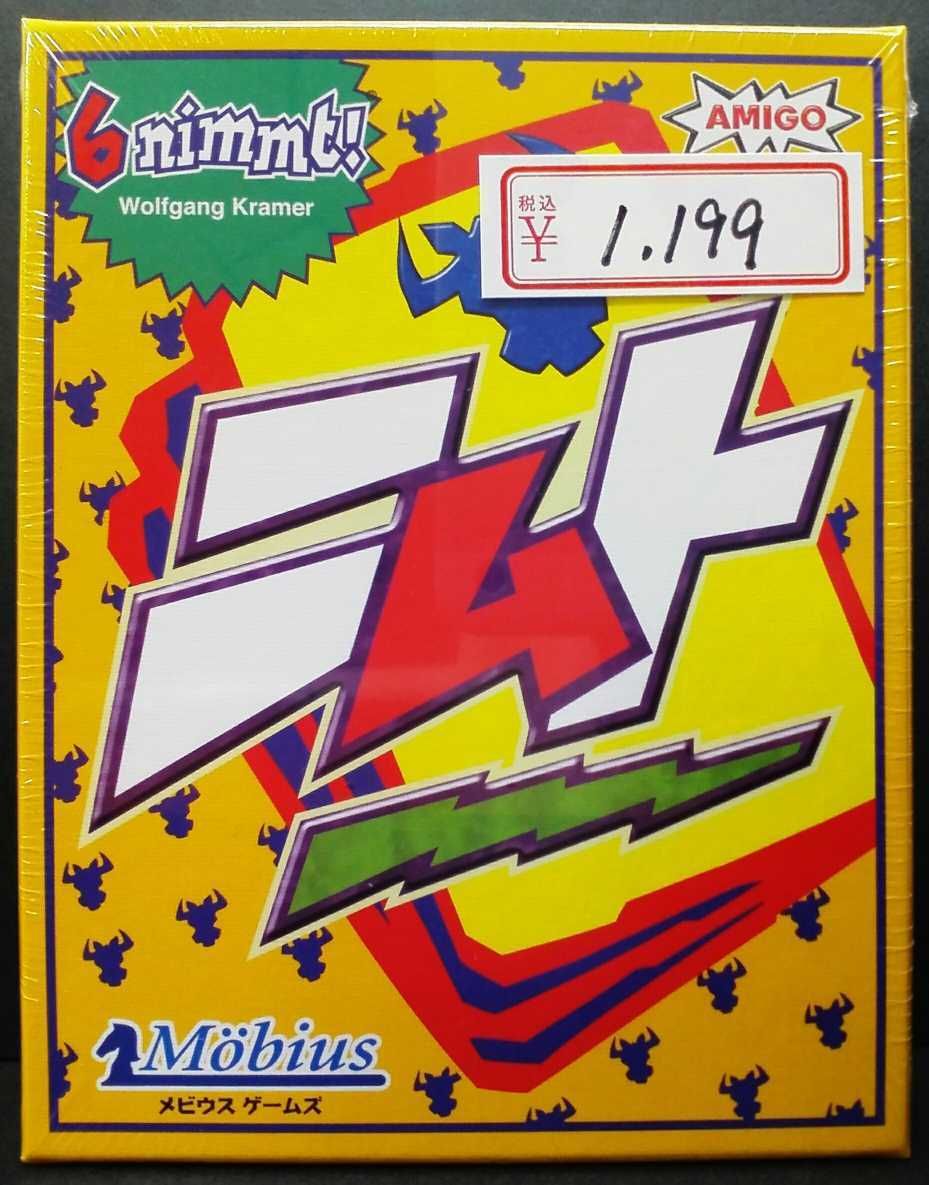 6 nimmt!
Wolfgang Kramer
AMIGO
税込
¥ 1.199
ニムト
Möbius
メビウス ゲームズ